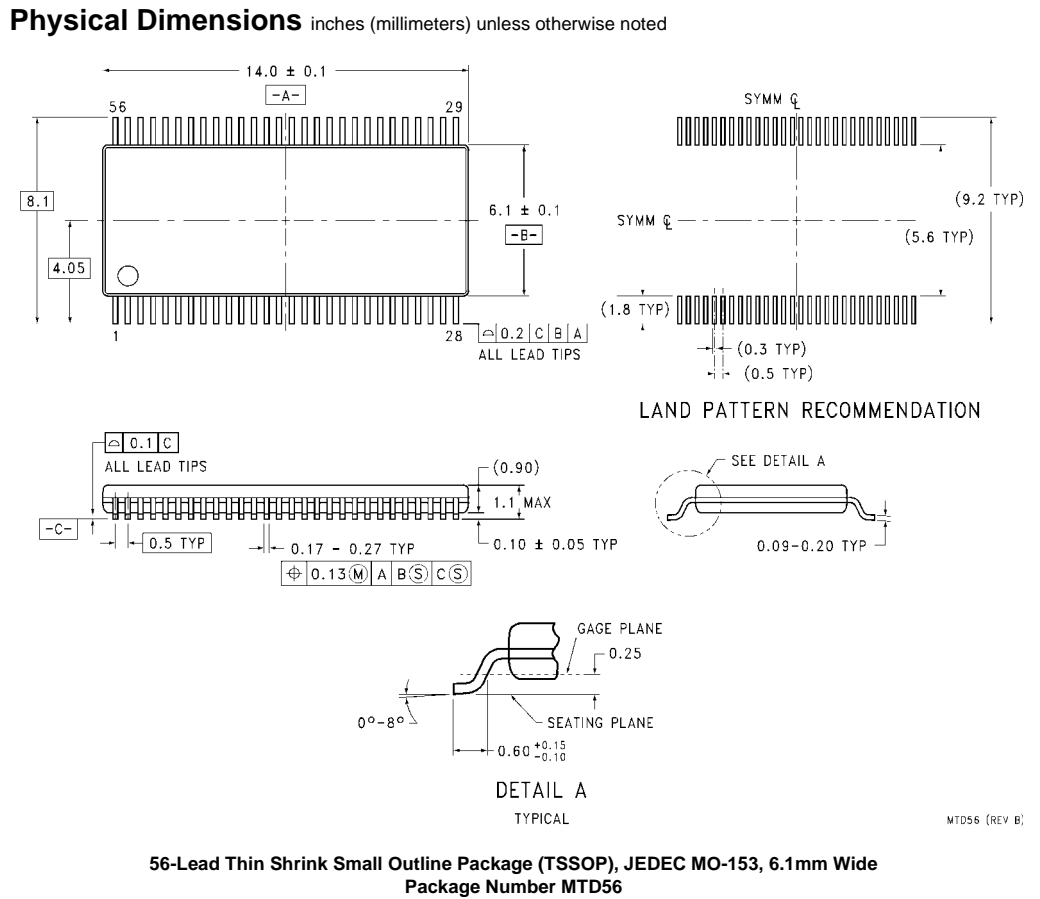 Physical Dimensions inches (millimeters) unless otherwise noted
14.0 ± 0.1
-A-
56
29
8.1
4.05
6.1 ± 0.1
-B-
1
28
⌓ 0.2 C B A
ALL LEAD TIPS
SYMM ℄
SYMM ℄
(9.2 TYP)
(5.6 TYP)
(1.8 TYP)
(0.3 TYP)
(0.5 TYP)
LAND PATTERN RECOMMENDATION
⌓ 0.1 C
ALL LEAD TIPS
(0.90)
1.1 MAX
-C-
0.5 TYP
0.17 - 0.27 TYP
0.10 ± 0.05 TYP
⌖ 0.13 Ⓜ A B Ⓢ C Ⓢ
SEE DETAIL A
0.09-0.20 TYP
GAGE PLANE
0.25
0°-8°
SEATING PLANE
0.60 +0.15
-0.10
DETAIL A
TYPICAL
MTD56 (REV B)
56-Lead Thin Shrink Small Outline Package (TSSOP), JEDEC MO-153, 6.1mm Wide
Package Number MTD56